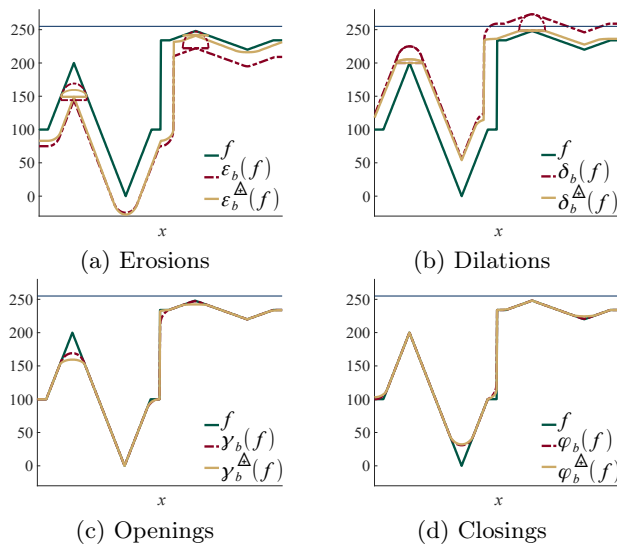 250
200
150
100
50
0
f
ε_b(f)
ε_b^⨹(f)
x
(a) Erosions
250
200
150
100
50
0
f
δ_b(f)
δ_b^⨹(f)
x
(b) Dilations
250
200
150
100
50
0
f
γ_b(f)
γ_b^⨹(f)
x
(c) Openings
250
200
150
100
50
0
f
φ_b(f)
φ_b^⨹(f)
x
(d) Closings